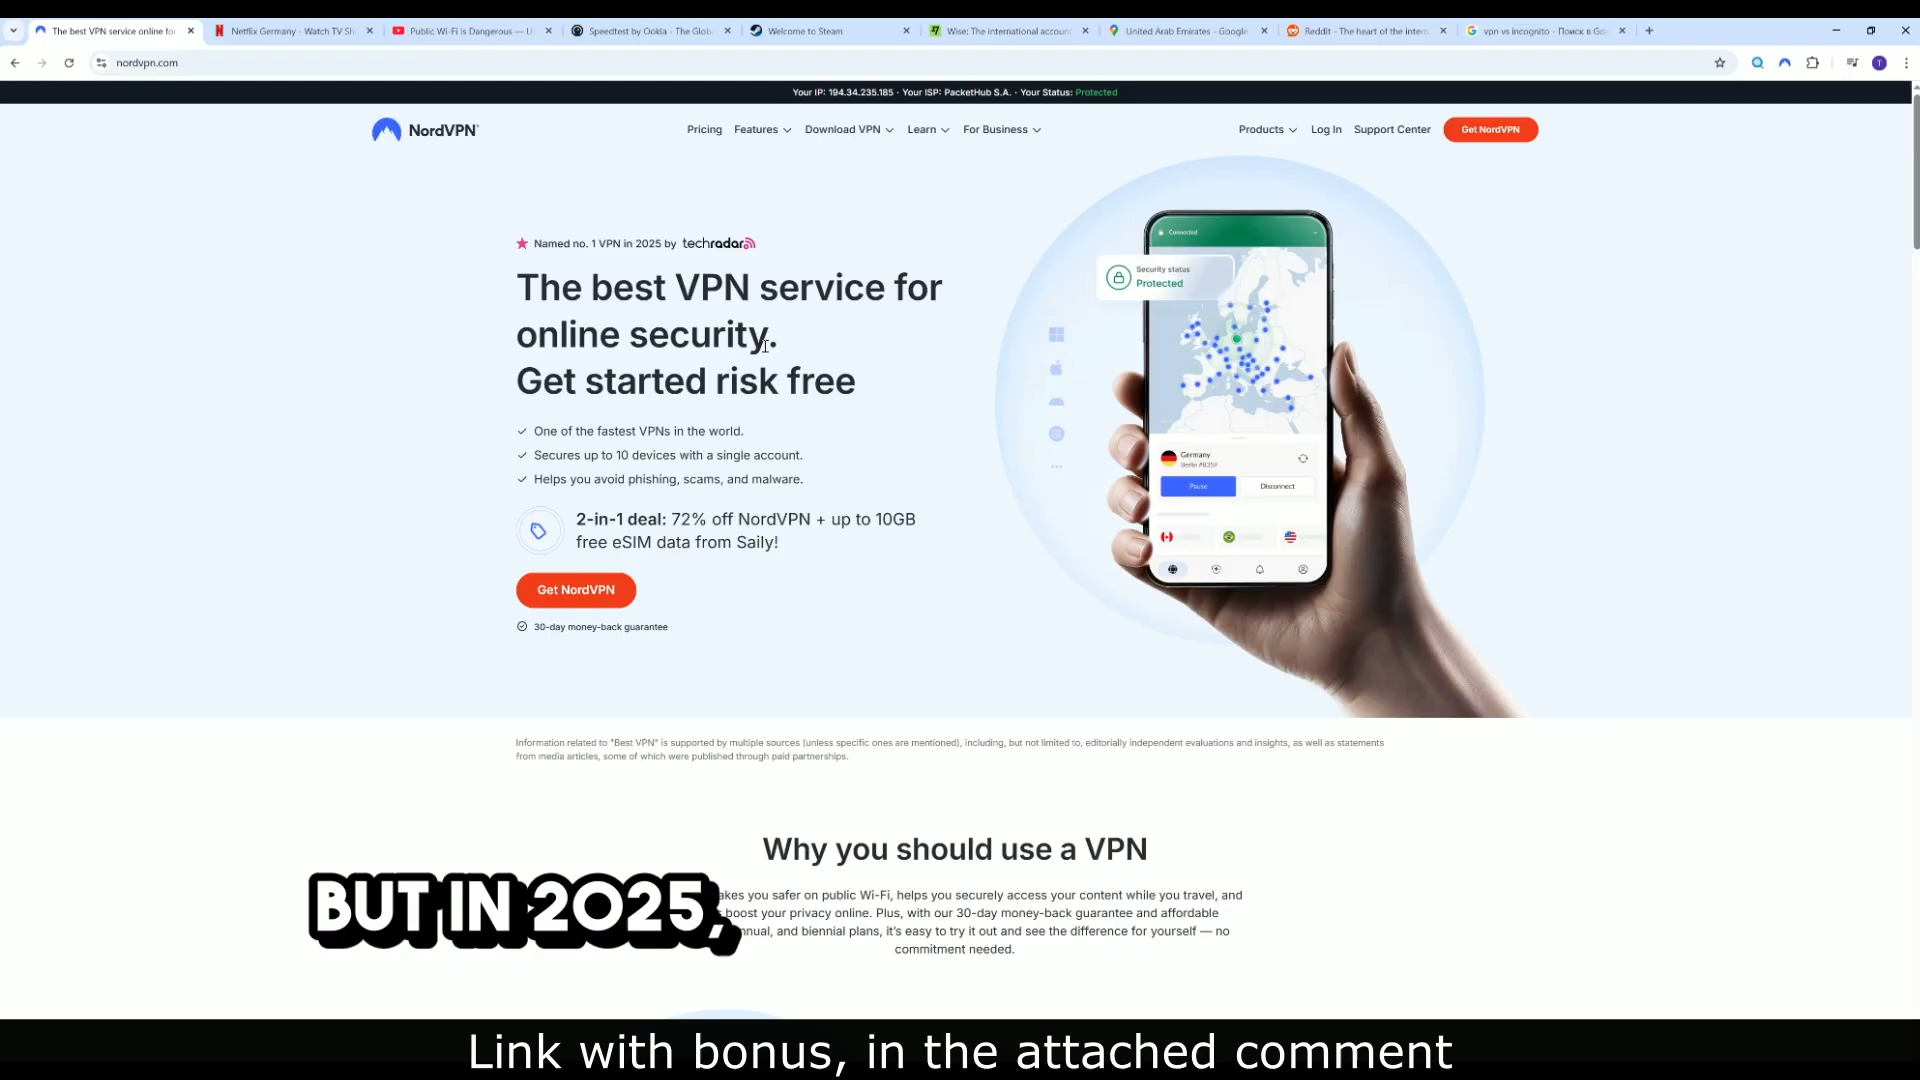 The best VPN service online fo
Netflix Germany - Watch TV Sh
Public Wi-Fi Is Dangerous — U
Speedtest by Ookla - The Globa
Welcome to Steam
Wise: The international account
United Arab Emirates - Google
Reddit - The heart of the intern
vpn vs incognito - Поиск в Goo
nordvpn.com
T
Your IP: 194.34.235.185 · Your ISP: PacketHub S.A. · Your Status: Protected
NordVPN®
Pricing
Features
Download VPN
Learn
For Business
Products
Log In
Support Center
Get NordVPN
Named no. 1 VPN in 2025 by techradar
The best VPN service for
online security.
Get started risk free
One of the fastest VPNs in the world.
Secures up to 10 devices with a single account.
Helps you avoid phishing, scams, and malware.
2-in-1 deal: 72% off NordVPN + up to 10GB
free eSIM data from Saily!
Get NordVPN
30-day money-back guarantee
Connected
Security status
Protected
Germany
Berlin
Pause
Disconnect
Information related to "Best VPN" is supported by multiple sources (unless specific ones are mentioned), including, but not limited to, editorially independent evaluations and insights, as well as statements
from media articles, some of which were published through paid partnerships.
Why you should use a VPN
akes you safer on public Wi-Fi, helps you securely access your content while you travel, and
boost your privacy online. Plus, with our 30-day money-back guarantee and affordable
nnual, and biennial plans, it's easy to try it out and see the difference for yourself — no
commitment needed.
BUT IN 2025,
Link with bonus, in the attached comment